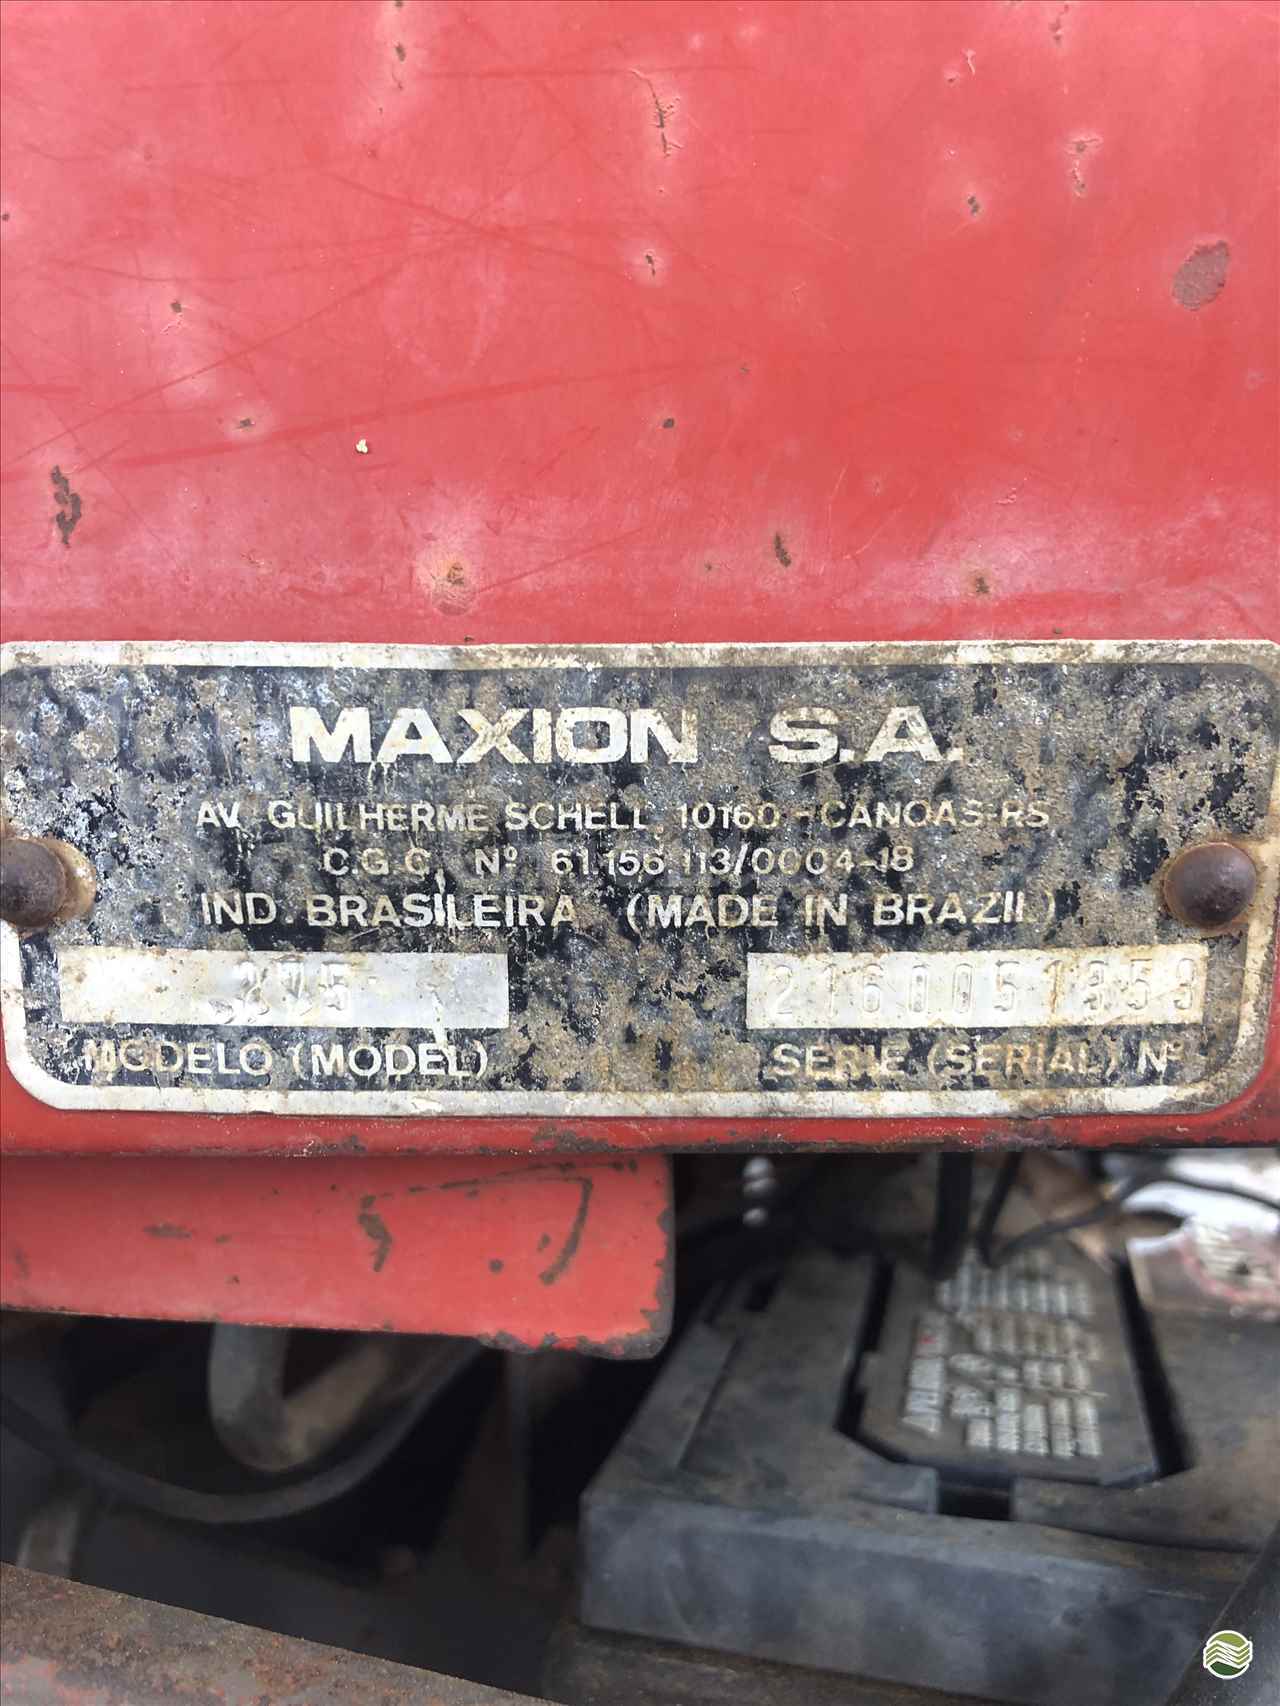 MAXION S.A.
AV. GUILHERME SCHELL, 10160 - CANOAS-RS
C.G.C. Nº 61.156.113/0004-18
IND. BRASILEIRA (MADE IN BRAZIL)
275 2160051359
MODELO (MODEL) SERIE (SERIAL) Nº